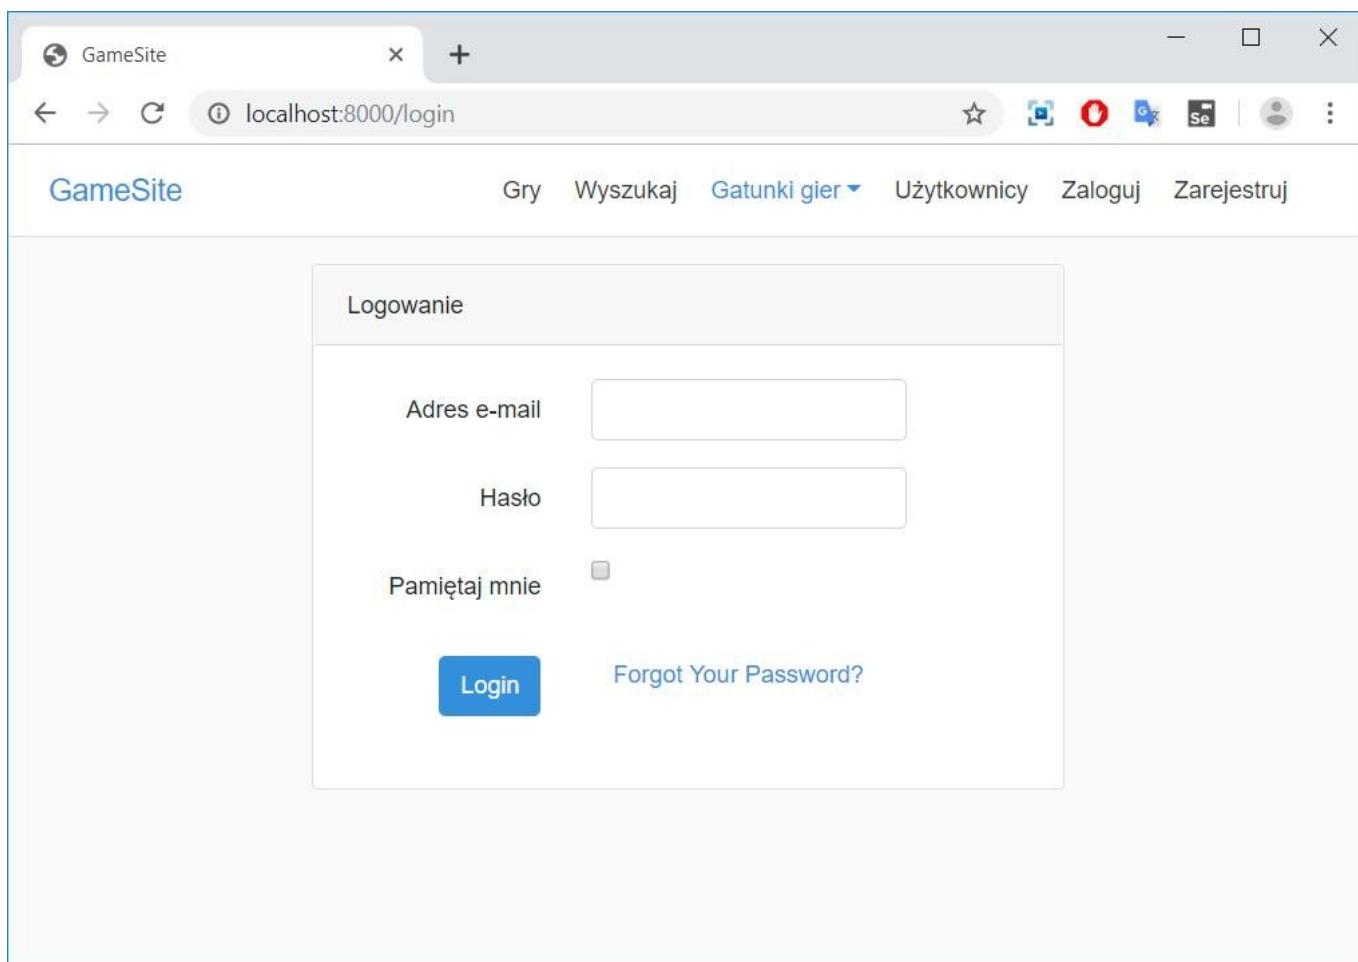 GameSite
localhost:8000/login
Se
GameSite Gry Wyszukaj Gatunki gier Użytkownicy Zaloguj Zarejestruj
Logowanie
Adres e-mail
Hasło
Pamiętaj mnie
Login Forgot Your Password?